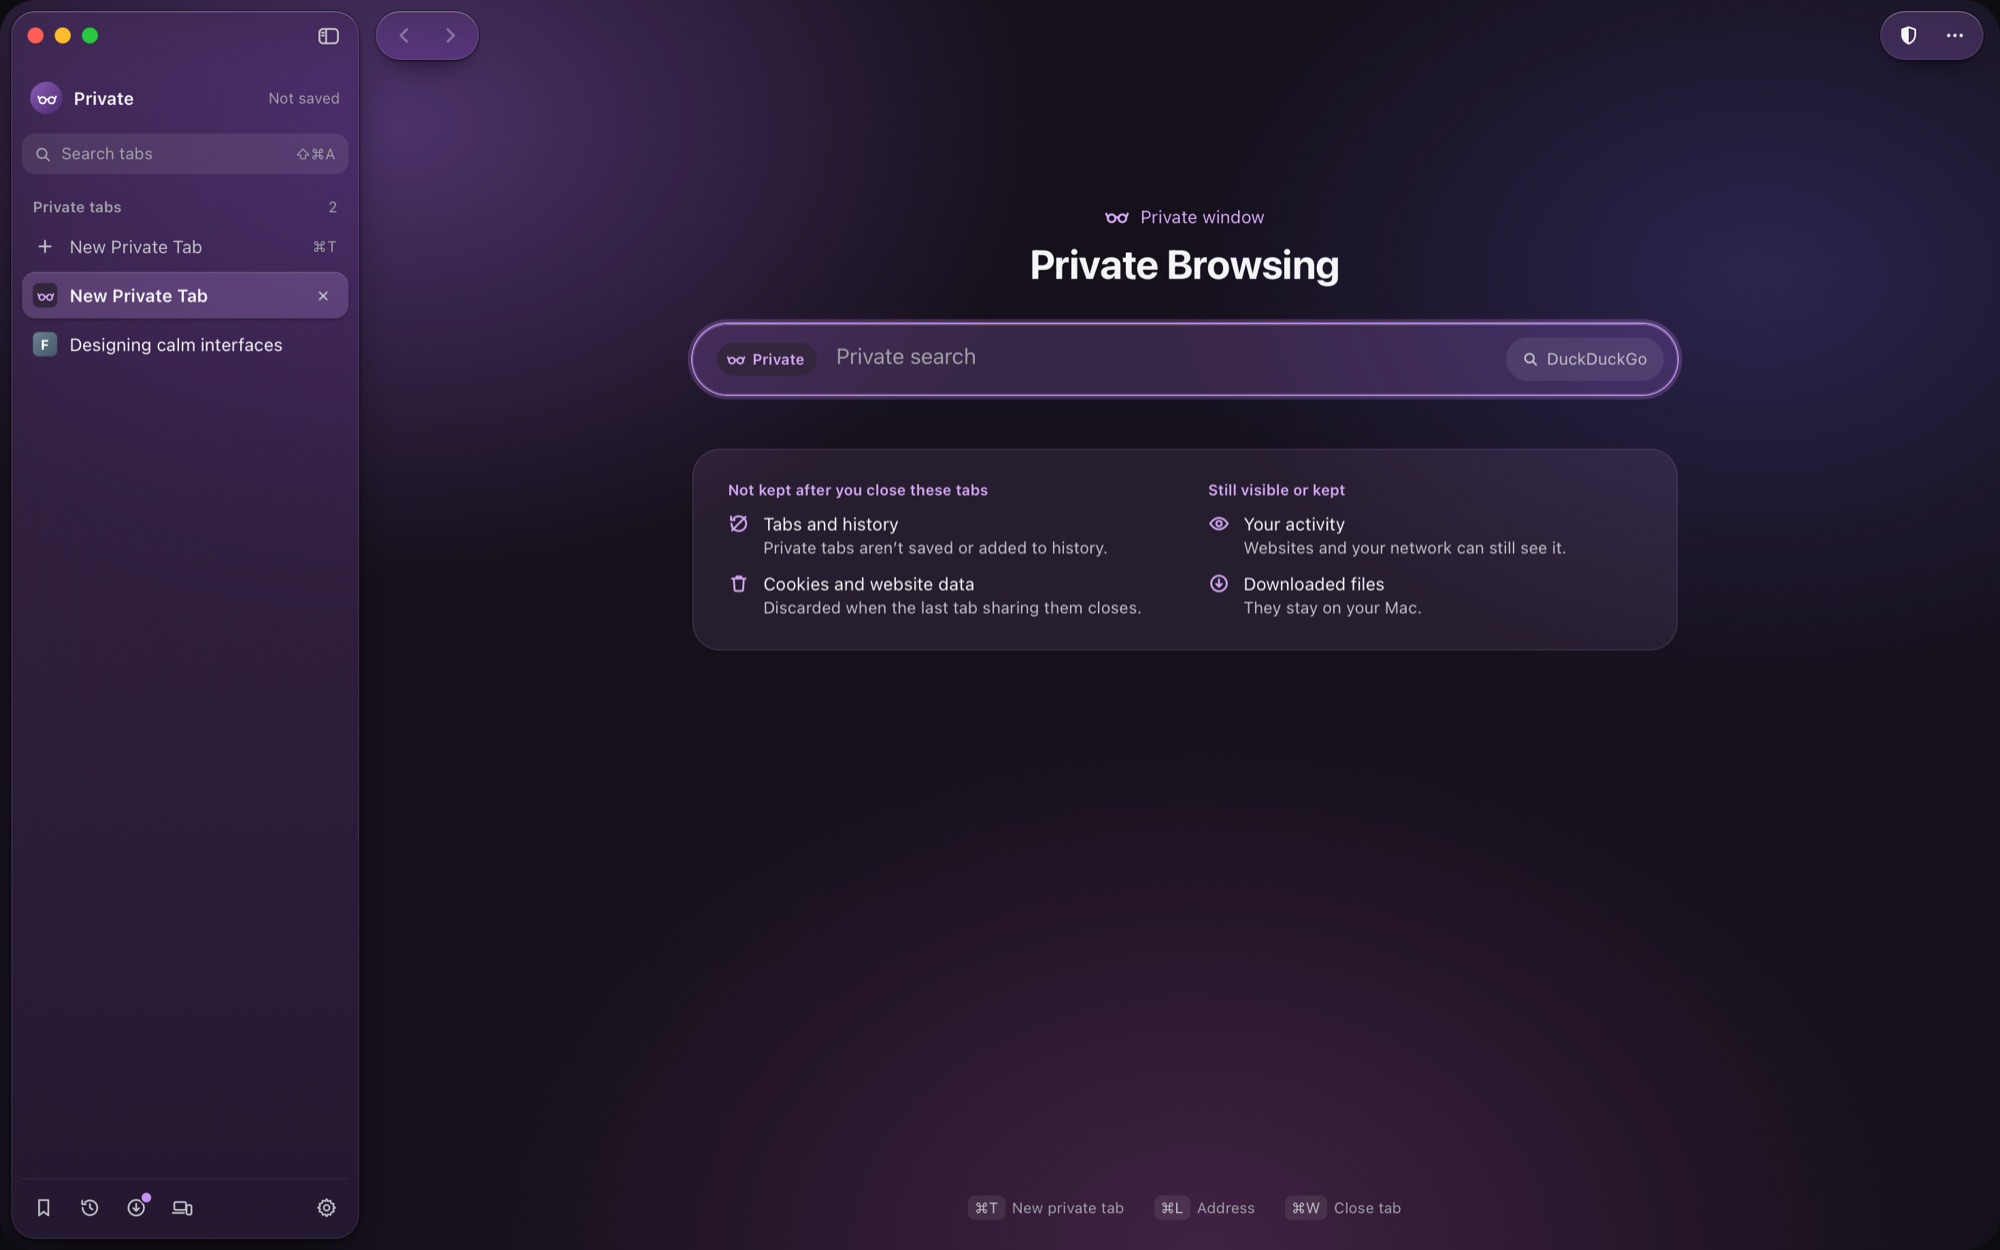 Private
Not saved
Search tabs
⇧⌘A
Private tabs
2
New Private Tab
⌘T
New Private Tab
F
Designing calm interfaces
Private window
Private Browsing
Private
Private search
DuckDuckGo
Not kept after you close these tabs
Tabs and history
Private tabs aren’t saved or added to history.
Cookies and website data
Discarded when the last tab sharing them closes.
Still visible or kept
Your activity
Websites and your network can still see it.
Downloaded files
They stay on your Mac.
⌘T New private tab
⌘L Address
⌘W Close tab